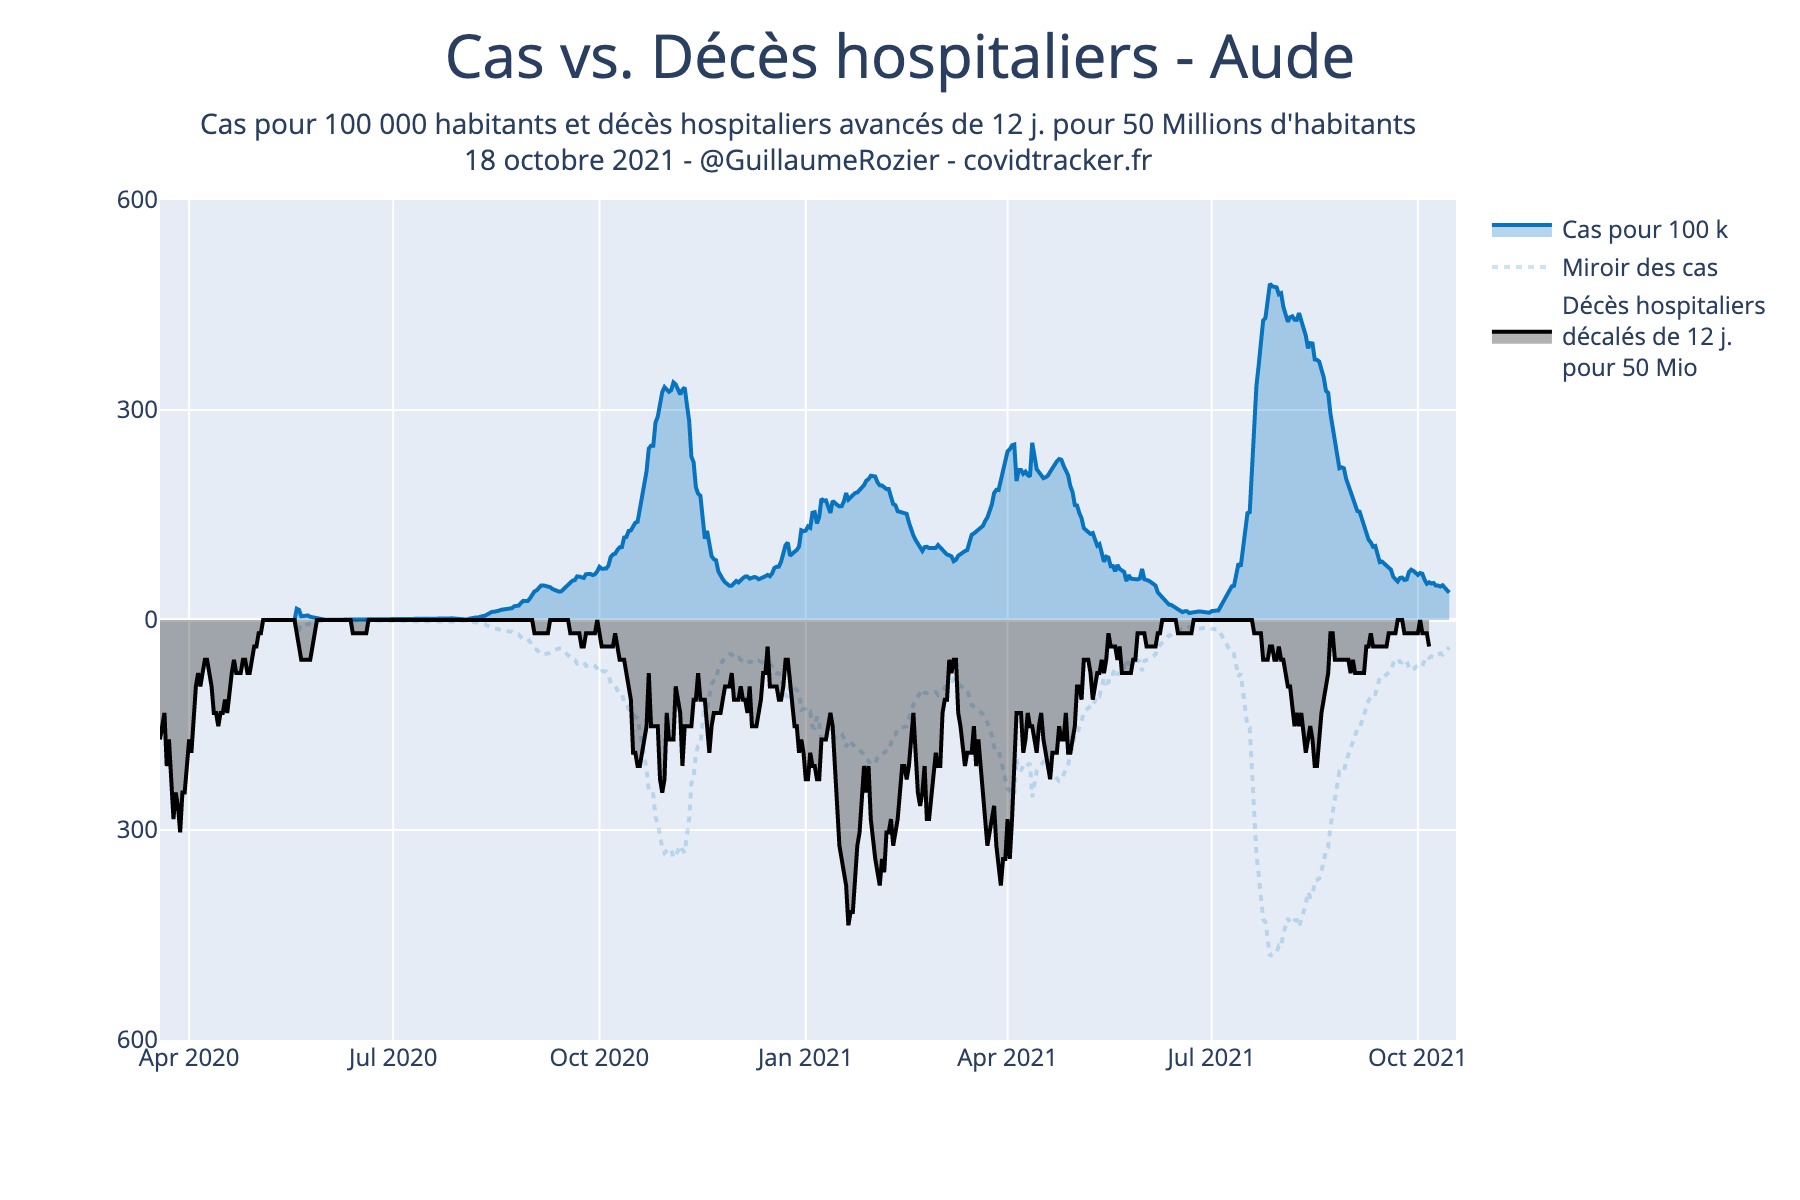 Cas vs. Décès hospitaliers - Aude
Cas pour 100 000 habitants et décès hospitaliers avancés de 12 j. pour 50 Millions d'habitants
18 octobre 2021 - @GuillaumeRozier - covidtracker.fr
600
300
0
300
600
Apr 2020
Jul 2020
Oct 2020
Jan 2021
Apr 2021
Jul 2021
Oct 2021
Cas pour 100 k
Miroir des cas
Décès hospitaliers
décalés de 12 j.
pour 50 Mio